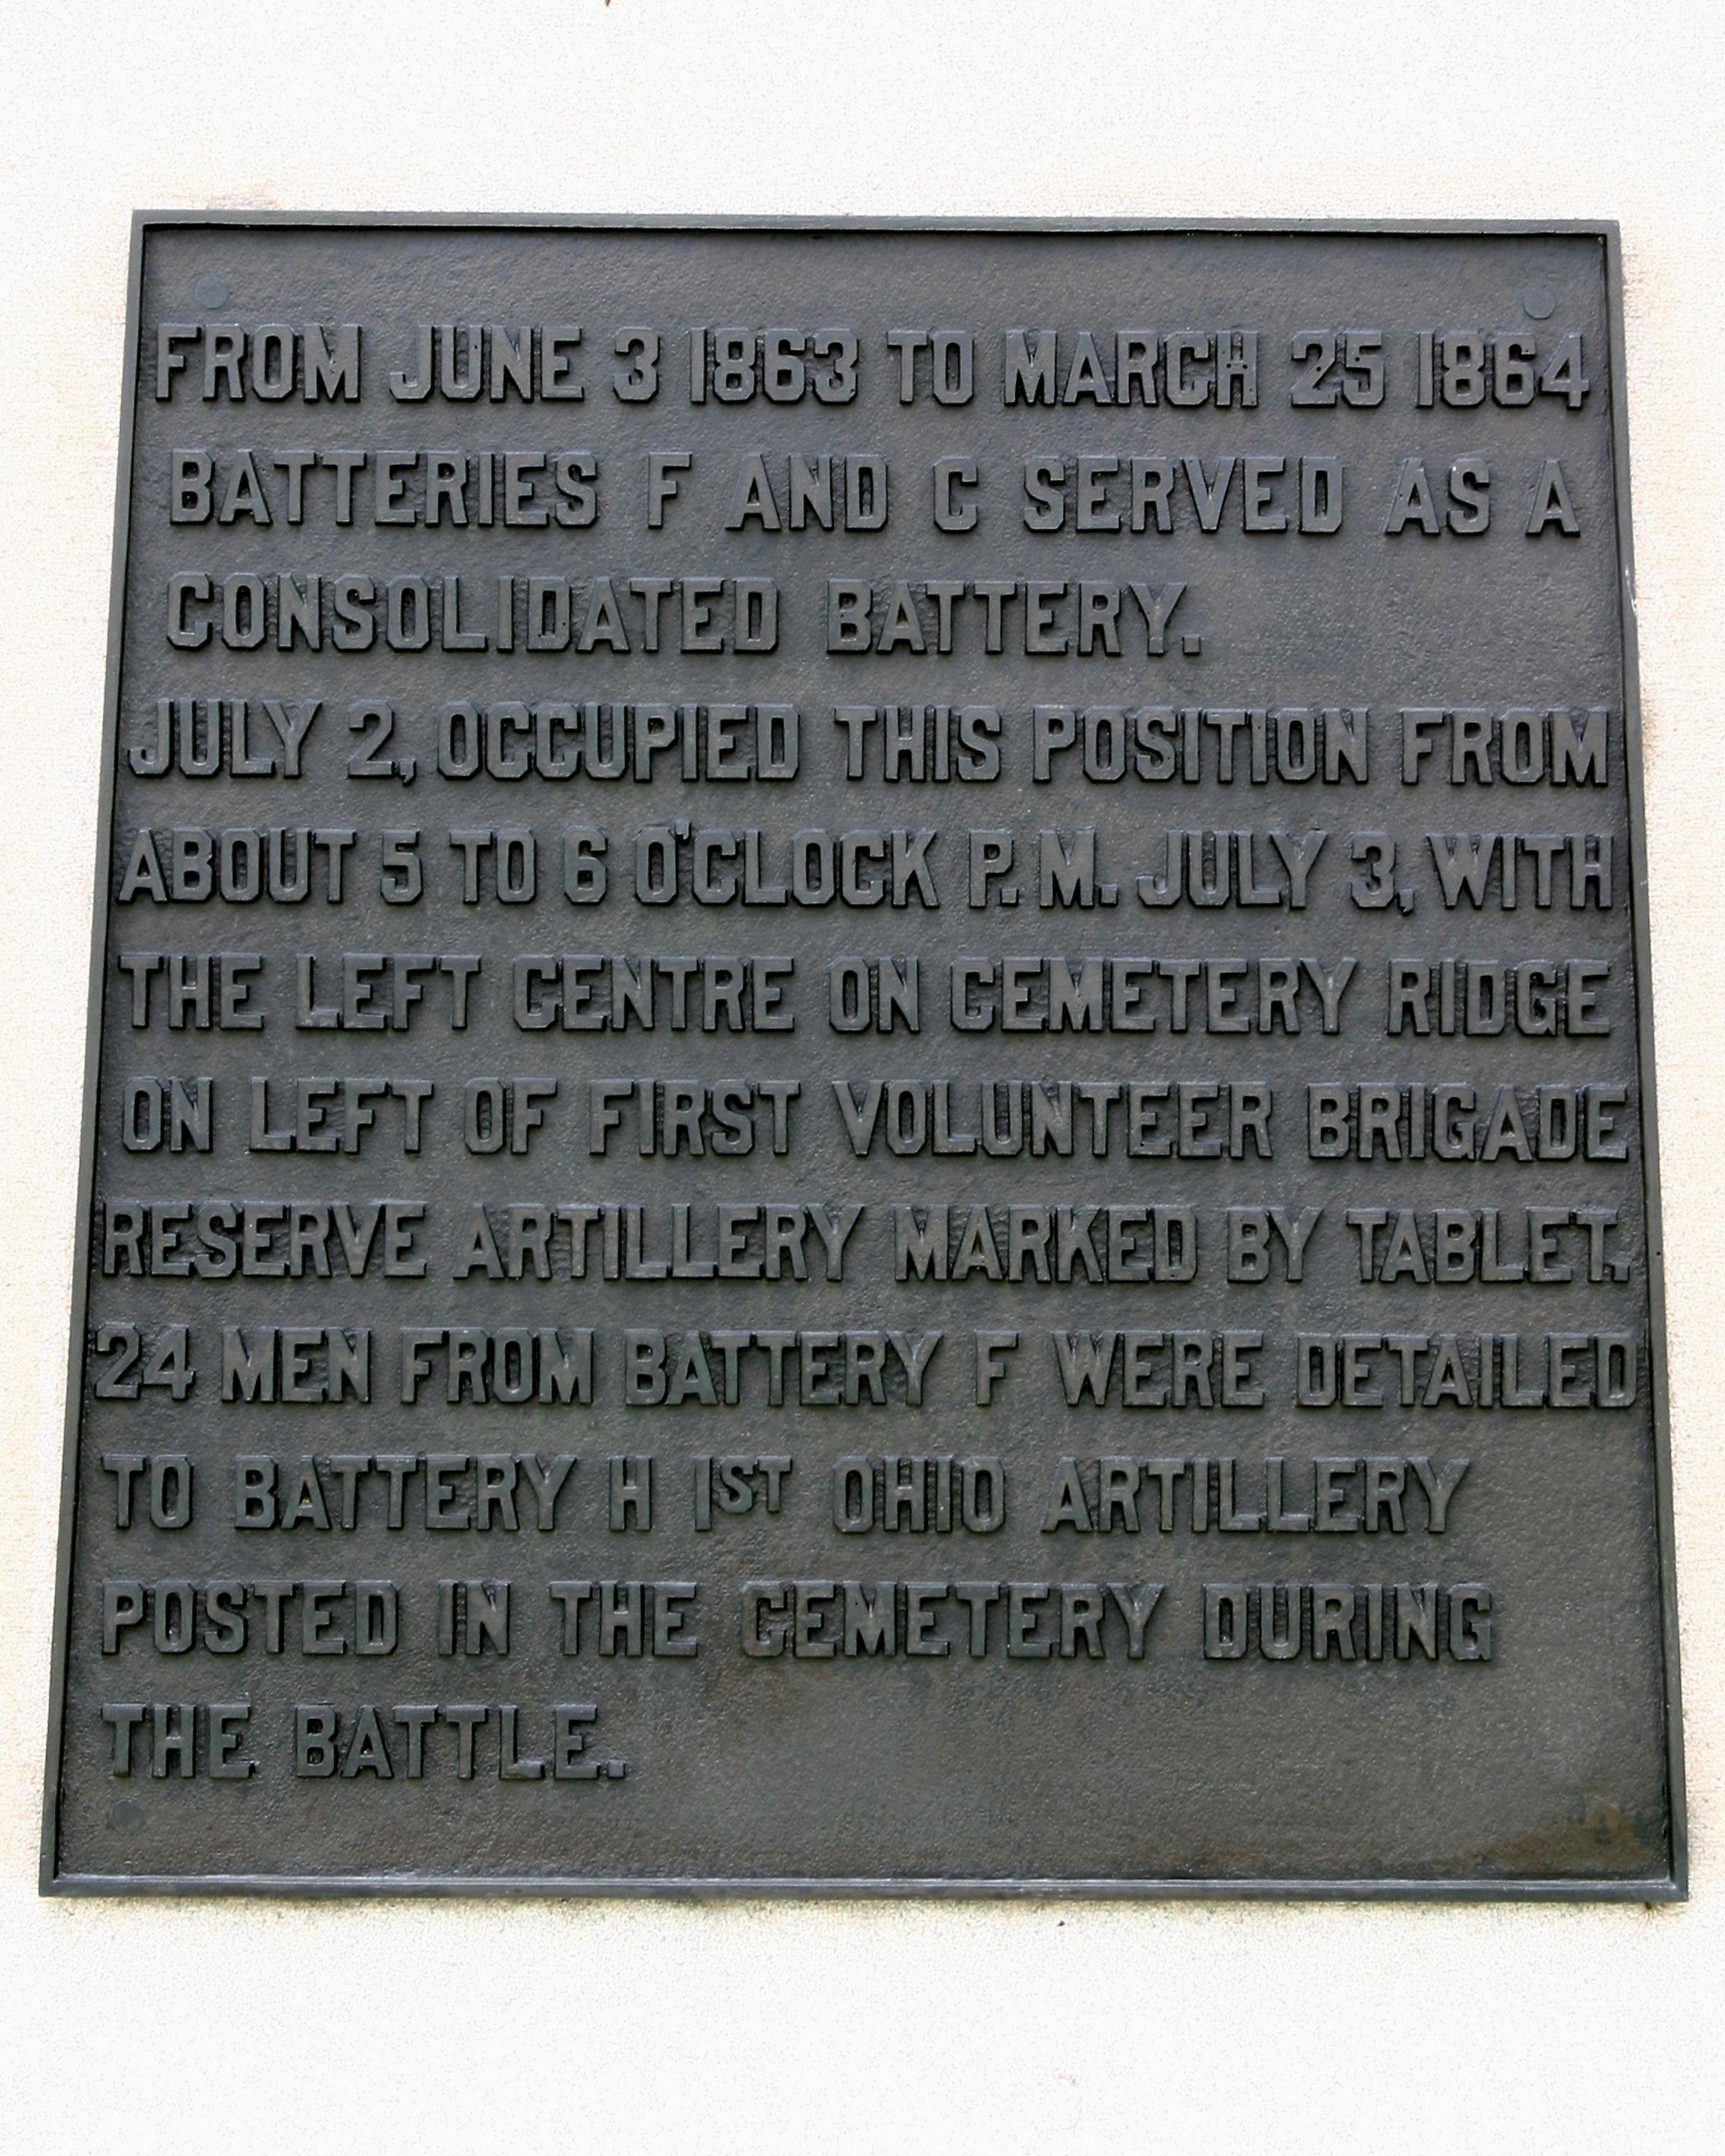 FROM JUNE 3 1863 TO MARCH 25 1864
BATTERIES F AND C SERVED AS A
CONSOLIDATED BATTERY.
JULY 2, OCCUPIED THIS POSITION FROM
ABOUT 5 TO 6 O'CLOCK P. M. JULY 3, WITH
THE LEFT CENTRE ON CEMETERY RIDGE
ON LEFT OF FIRST VOLUNTEER BRIGADE
RESERVE ARTILLERY MARKED BY TABLET.
24 MEN FROM BATTERY F WERE DETAILED
TO BATTERY H 1ST OHIO ARTILLERY
POSTED IN THE CEMETERY DURING
THE BATTLE.